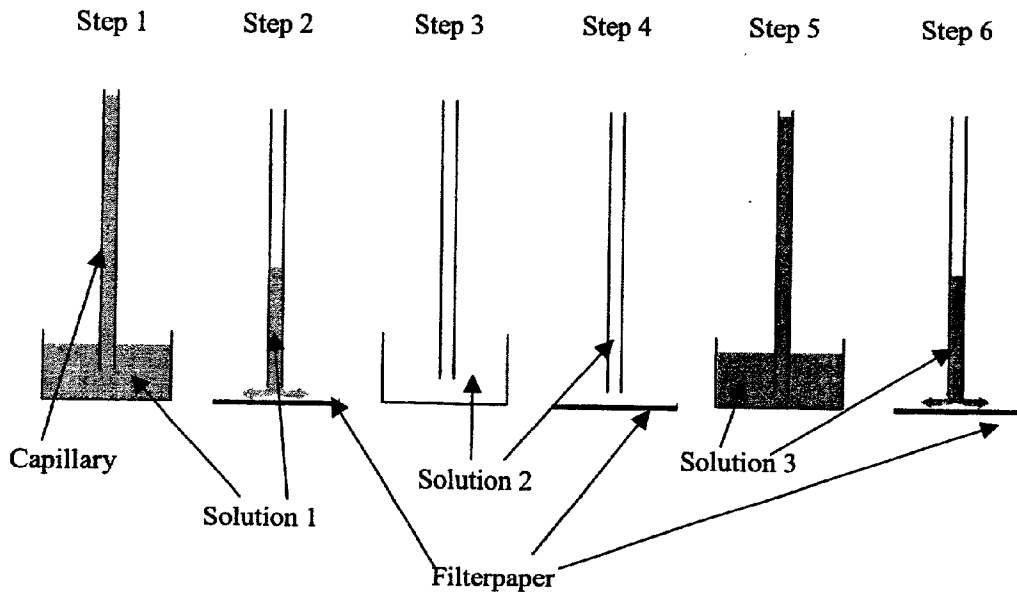 Step 1 Step 2 Step 3 Step 4 Step 5 Step 6
Capillary
Solution 1
Solution 2
Solution 3
Filterpaper